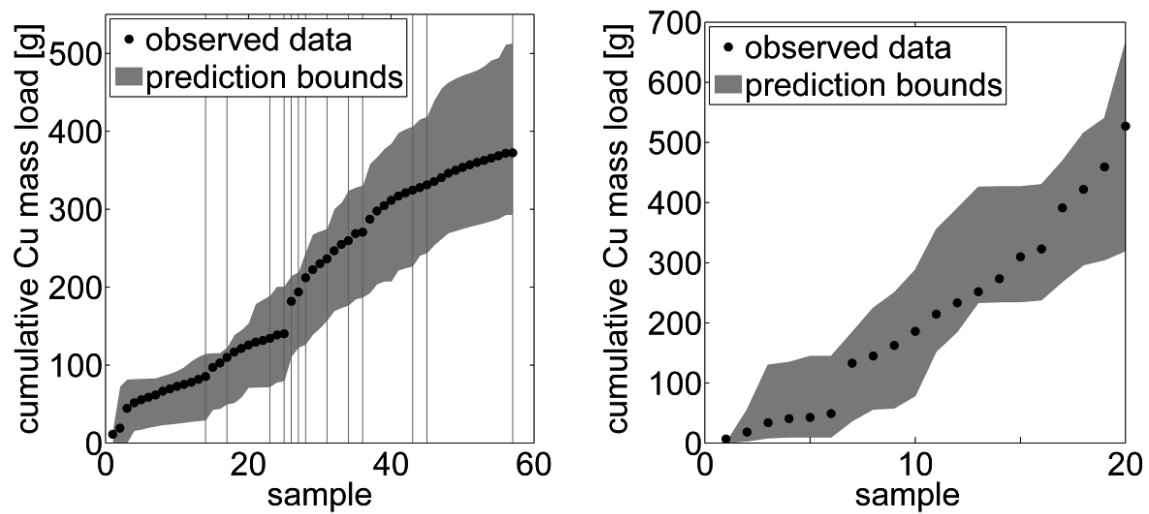 cumulative Cu mass load [g]
500
400
300
200
100
0
observed data
prediction bounds
0
20
40
60
sample
cumulative Cu mass load [g]
700
600
500
400
300
200
100
0
observed data
prediction bounds
0
10
20
sample